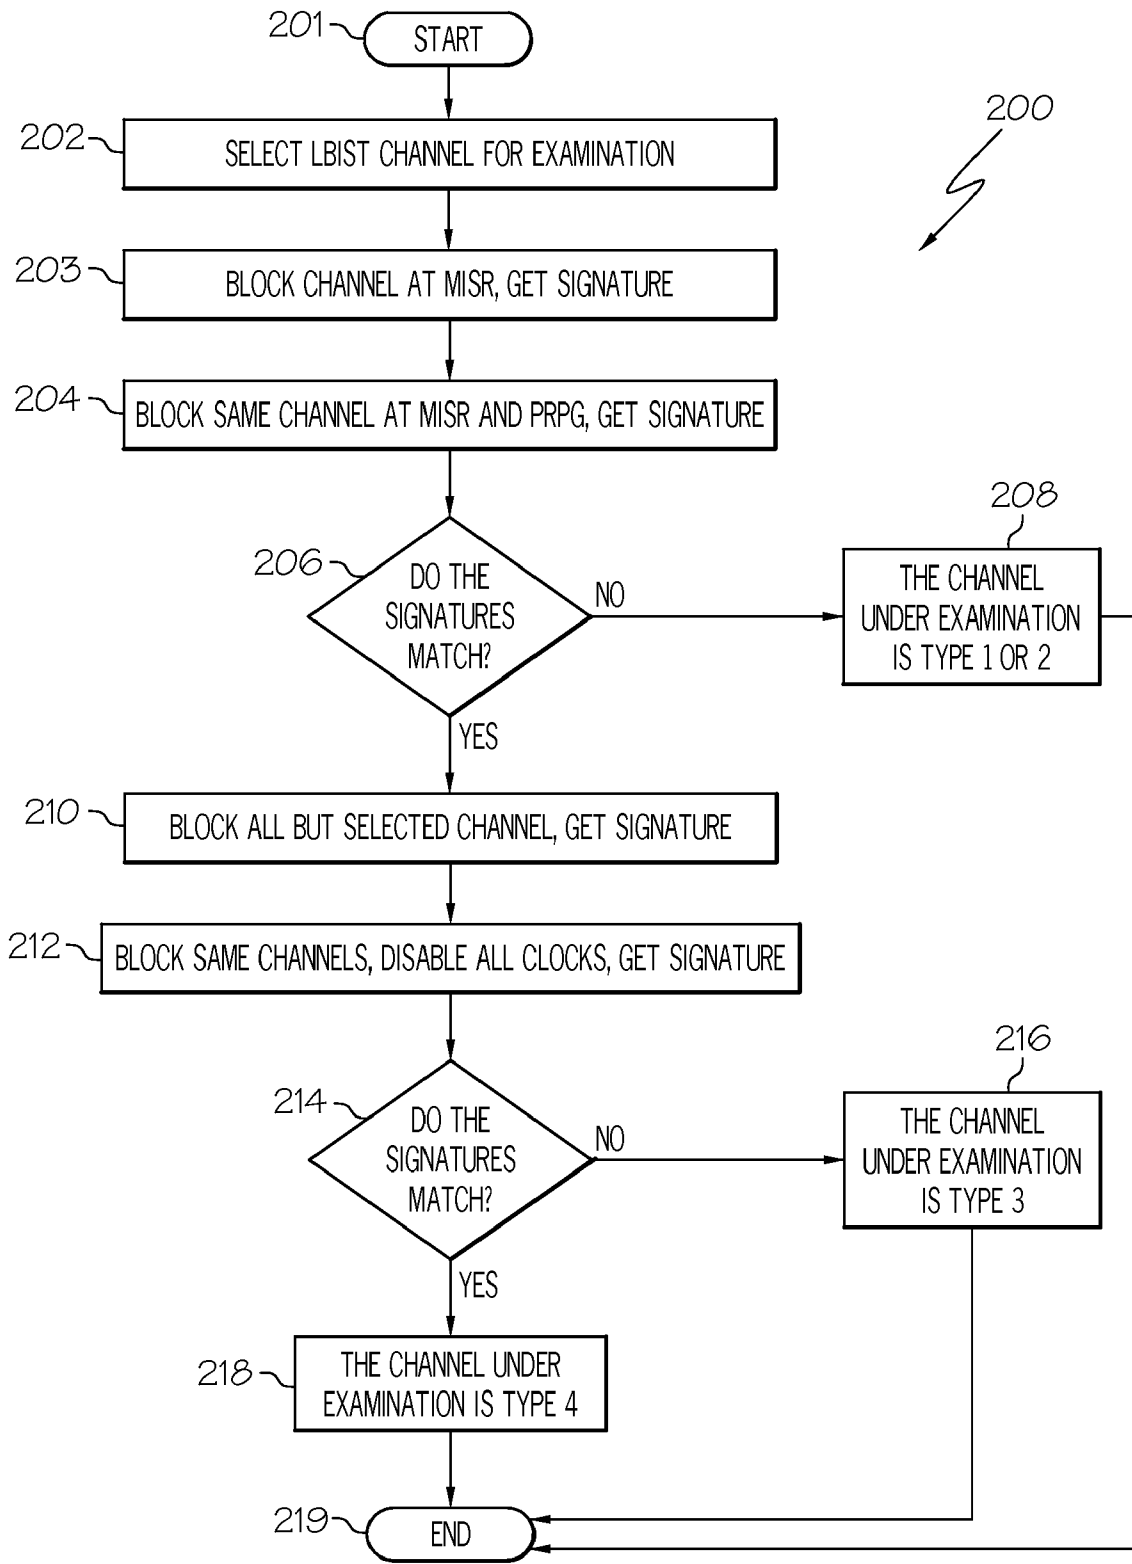 201
START
200
202
SELECT LBIST CHANNEL FOR EXAMINATION
203
BLOCK CHANNEL AT MISR, GET SIGNATURE
204
BLOCK SAME CHANNEL AT MISR AND PRPG, GET SIGNATURE
206
DO THE
SIGNATURES
MATCH?
NO
208
THE CHANNEL
UNDER EXAMINATION
IS TYPE 1 OR 2
YES
210
BLOCK ALL BUT SELECTED CHANNEL, GET SIGNATURE
212
BLOCK SAME CHANNELS, DISABLE ALL CLOCKS, GET SIGNATURE
214
DO THE
SIGNATURES
MATCH?
NO
216
THE CHANNEL
UNDER EXAMINATION
IS TYPE 3
YES
218
THE CHANNEL UNDER
EXAMINATION IS TYPE 4
219
END